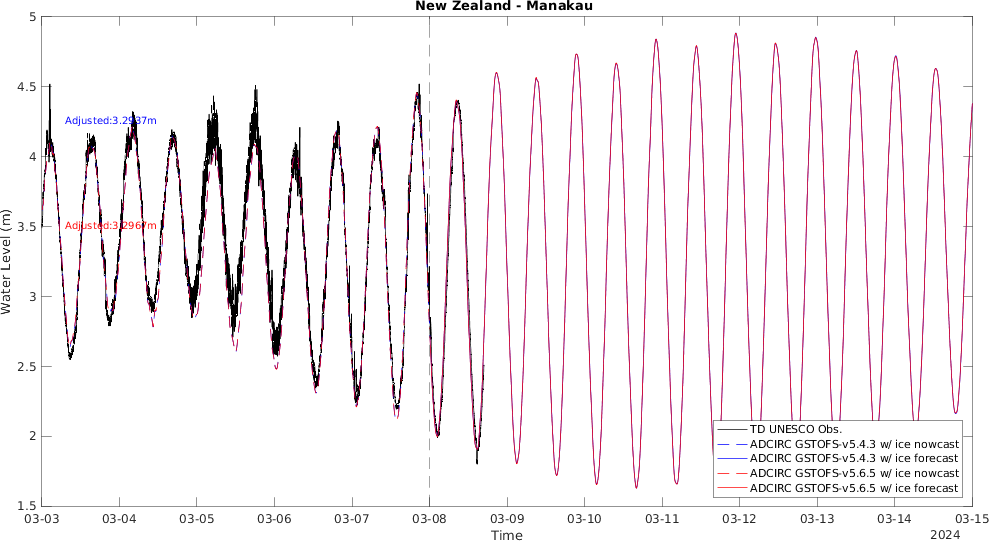 New Zealand - Manakau
5
4.5
4
3.5
3
2.5
2
1.5
Water Level (m)
Adjusted:3.2937m
Adjusted:3.2967m
TD UNESCO Obs.
ADCIRC GSTOFS-v5.4.3 w/ ice nowcast
ADCIRC GSTOFS-v5.4.3 w/ ice forecast
ADCIRC GSTOFS-v5.6.5 w/ ice nowcast
ADCIRC GSTOFS-v5.6.5 w/ ice forecast
03-03 03-04 03-05 03-06 03-07 03-08 03-09 03-10 03-11 03-12 03-13 03-14 03-15
Time
2024